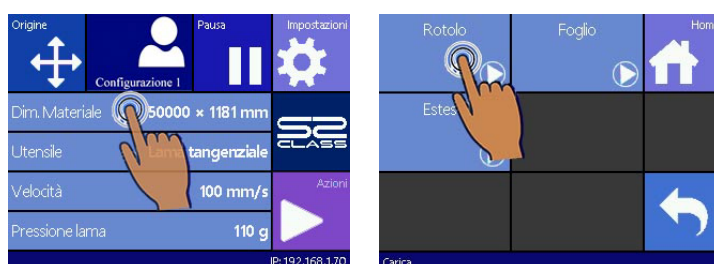 Origine
Pausa
Impostazioni
Configurazione 1
Dim. Materiale 50000 × 1181 mm
S2
CLASS
Utensile Lama tangenziale
Velocità 100 mm/s
Azioni
Pressione lama 110 g
IP: 192.168.1.70
Rotolo
Foglio
Hom
Estes
Carica